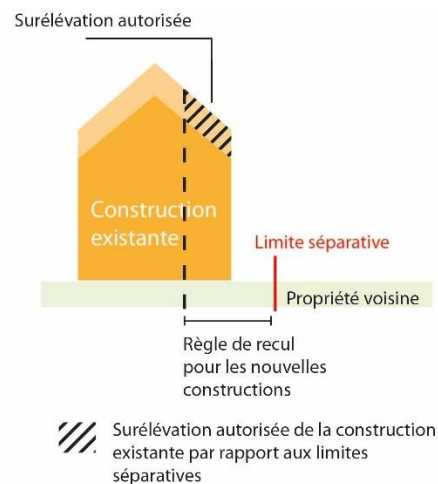 Surélévation autorisée
Construction
existante
Limite séparative
Propriété voisine
Règle de recul
pour les nouvelles
constructions
Surélévation autorisée de la construction
existante par rapport aux limites
séparatives